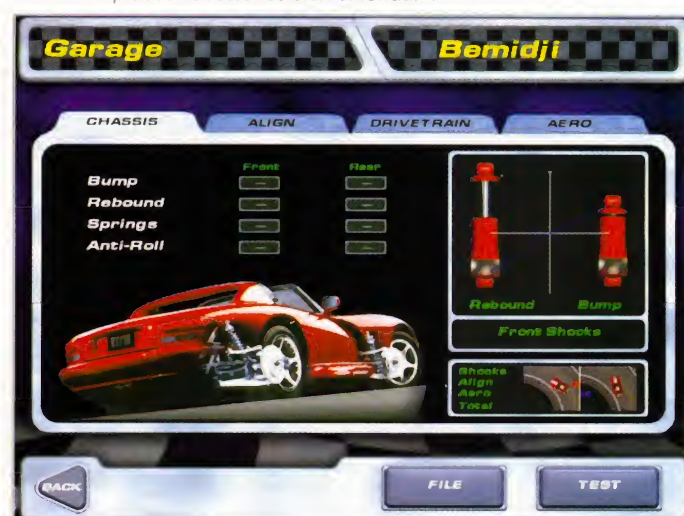 Garage
Bemidji
CHASSIS ALIGN DRIVETRAIN AERO
Front Rear
Bump
Rebound
Springs
Anti-Roll
Rebound Bump
Front Shocks
Shocks
Align
Aero
Total
BACK
FILE
TEST